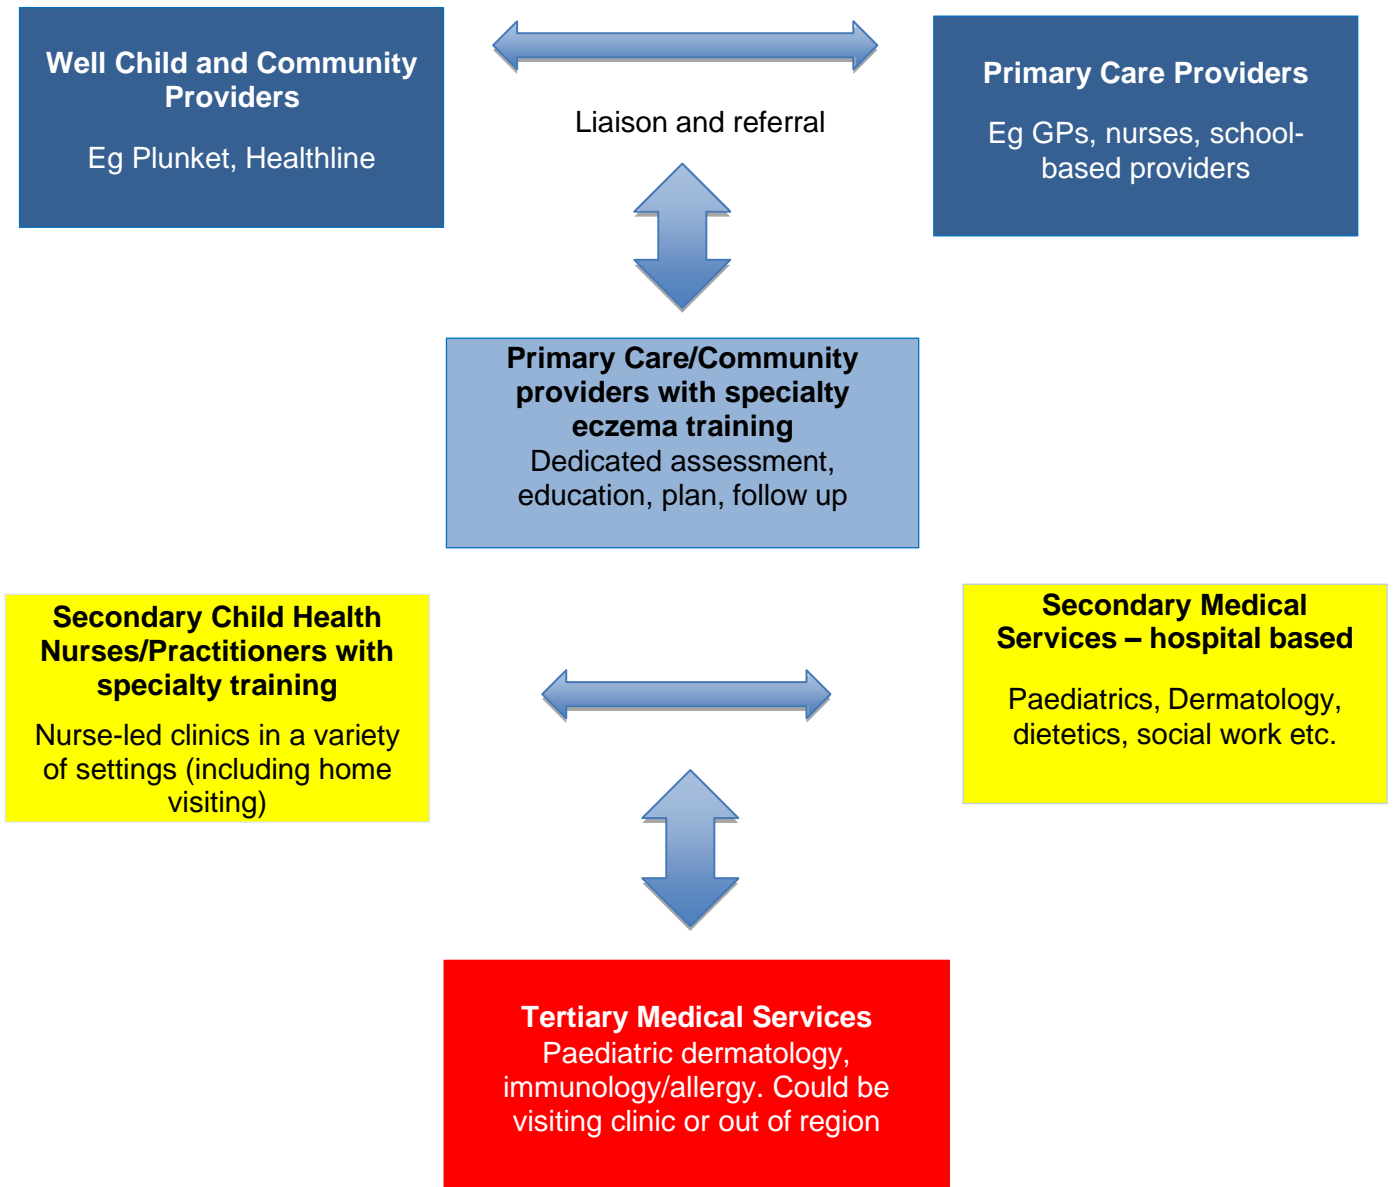 Well Child and Community
Providers
Eg Plunket, Healthline
Liaison and referral
Primary Care Providers
Eg GPs, nurses, school-
based providers
Primary Care/Community
providers with specialty
eczema training
Dedicated assessment,
education, plan, follow up
Secondary Child Health
Nurses/Practitioners with
specialty training
Nurse-led clinics in a variety
of settings (including home
visiting)
Secondary Medical
Services – hospital based
Paediatrics, Dermatology,
dietetics, social work etc.
Tertiary Medical Services
Paediatric dermatology,
immunology/allergy. Could be
visiting clinic or out of region